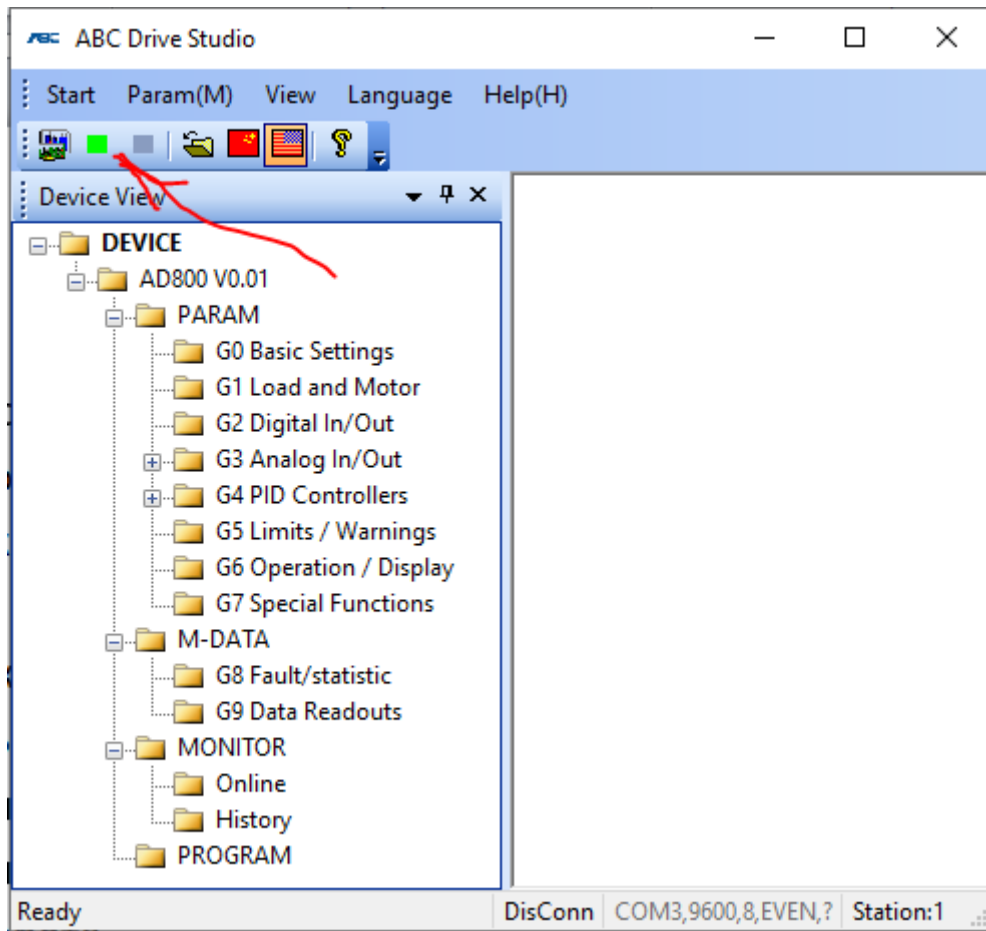 ABC ABC Drive Studio
Start Param(M) View Language Help(H)
Device View
DEVICE
AD800 V0.01
PARAM
G0 Basic Settings
G1 Load and Motor
G2 Digital In/Out
G3 Analog In/Out
G4 PID Controllers
G5 Limits / Warnings
G6 Operation / Display
G7 Special Functions
M-DATA
G8 Fault/statistic
G9 Data Readouts
MONITOR
Online
History
PROGRAM
Ready DisConn COM3,9600,8,EVEN,? Station:1